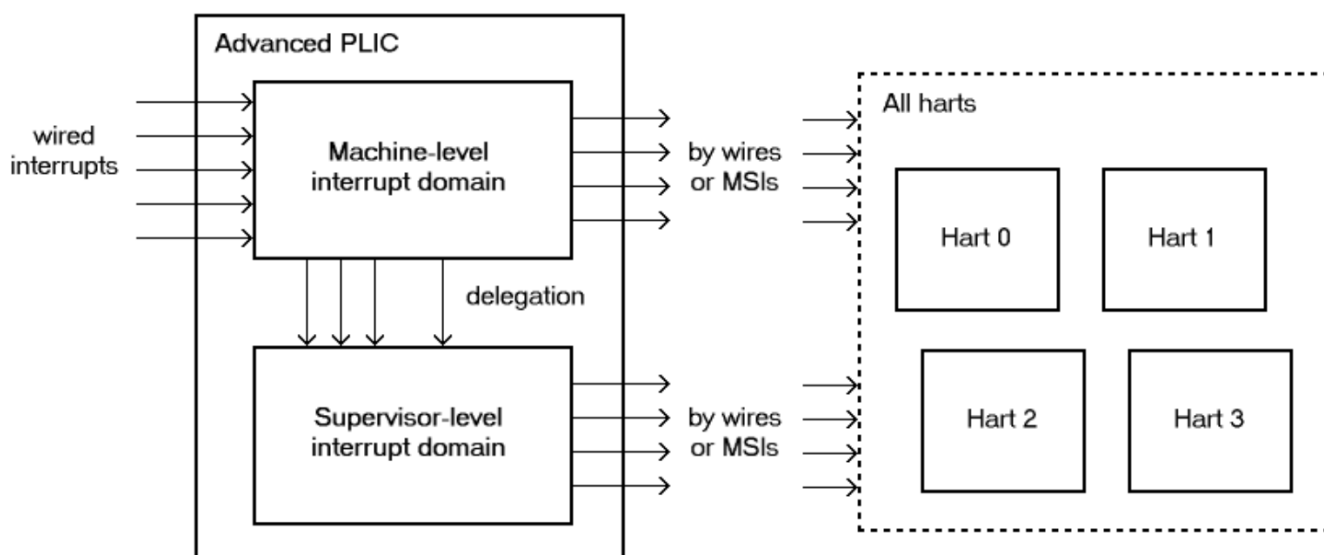 Advanced PLIC
wired
interrupts
Machine-level
interrupt domain
by wires
or MSIs
All harts
Hart 0
Hart 1
delegation
Supervisor-level
interrupt domain
by wires
or MSIs
Hart 2
Hart 3